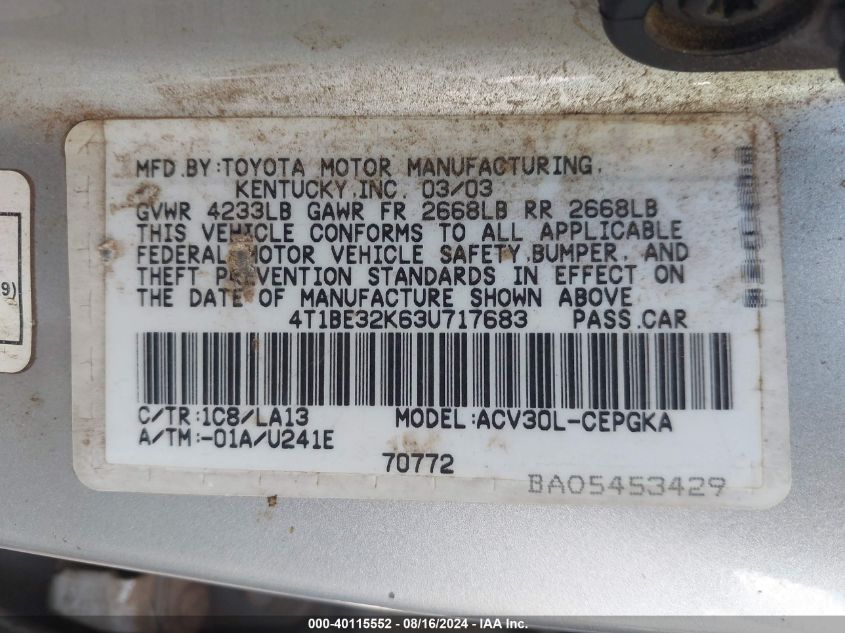 MFD.BY:TOYOTA MOTOR MANUFACTURING,
KENTUCKY,INC. 03/03
GVWR 4233LB GAWR FR 2668LB RR 2668LB
THIS VEHICLE CONFORMS TO ALL APPLICABLE
FEDERAL MOTOR VEHICLE SAFETY,BUMPER, AND
THEFT PREVENTION STANDARDS IN EFFECT ON
THE DATE OF MANUFACTURE SHOWN ABOVE
4T1BE32K63U717683 PASS.CAR
C/TR:1C8/LA13 MODEL:ACV30L-CEPGKA
A/TM:-01A/U241E
70772
BA05453429
9)
000-40115552 - 08/16/2024 - IAA Inc.